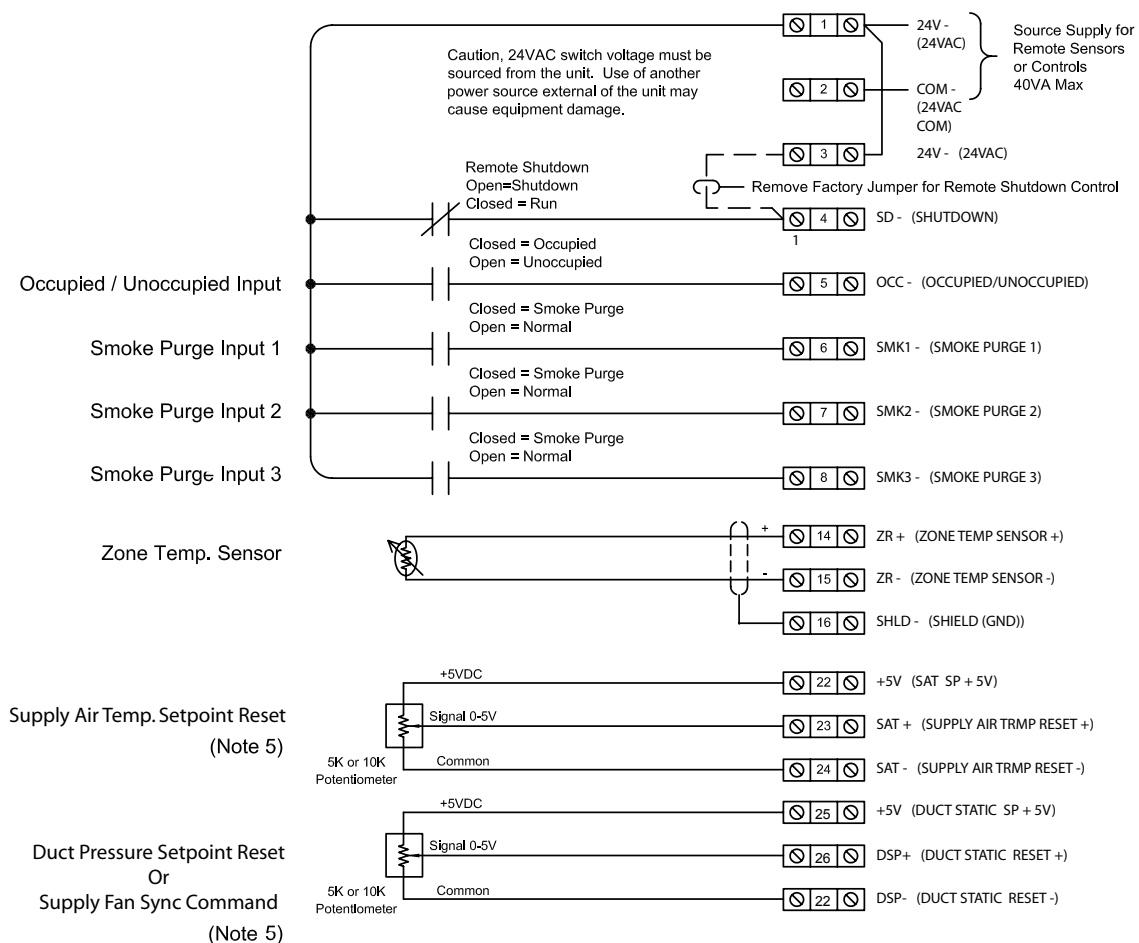 1
24V -
(24VAC)
Source Supply for
Remote Sensors
or Controls
40VA Max
Caution, 24VAC switch voltage must be
sourced from the unit. Use of another
power source external of the unit may
cause equipment damage.
2
COM -
(24VAC
COM)
3
24V - (24VAC)
Remote Shutdown
Open=Shutdown
Closed = Run
Remove Factory Jumper for Remote Shutdown Control
4
SD - (SHUTDOWN)
1
Closed = Occupied
Open = Unoccupied
Occupied / Unoccupied Input
5
OCC - (OCCUPIED/UNOCCUPIED)
Closed = Smoke Purge
Open = Normal
Smoke Purge Input 1
6
SMK1 - (SMOKE PURGE 1)
Closed = Smoke Purge
Open = Normal
Smoke Purge Input 2
7
SMK2 - (SMOKE PURGE 2)
Closed = Smoke Purge
Open = Normal
Smoke Purge Input 3
8
SMK3 - (SMOKE PURGE 3)
Zone Temp. Sensor
+
14
ZR + (ZONE TEMP SENSOR +)
-
15
ZR - (ZONE TEMP SENSOR -)
16
SHLD - (SHIELD (GND))
+5VDC
22
+5V (SAT SP + 5V)
Supply Air Temp. Setpoint Reset
(Note 5)
Signal 0-5V
23
SAT + (SUPPLY AIR TRMP RESET +)
5K or 10K
Potentiometer
Common
24
SAT - (SUPPLY AIR TRMP RESET -)
+5VDC
25
+5V (DUCT STATIC SP + 5V)
Duct Pressure Setpoint Reset
Or
Supply Fan Sync Command
(Note 5)
Signal 0-5V
26
DSP+ (DUCT STATIC RESET +)
5K or 10K
Potentiometer
Common
22
DSP- (DUCT STATIC RESET -)